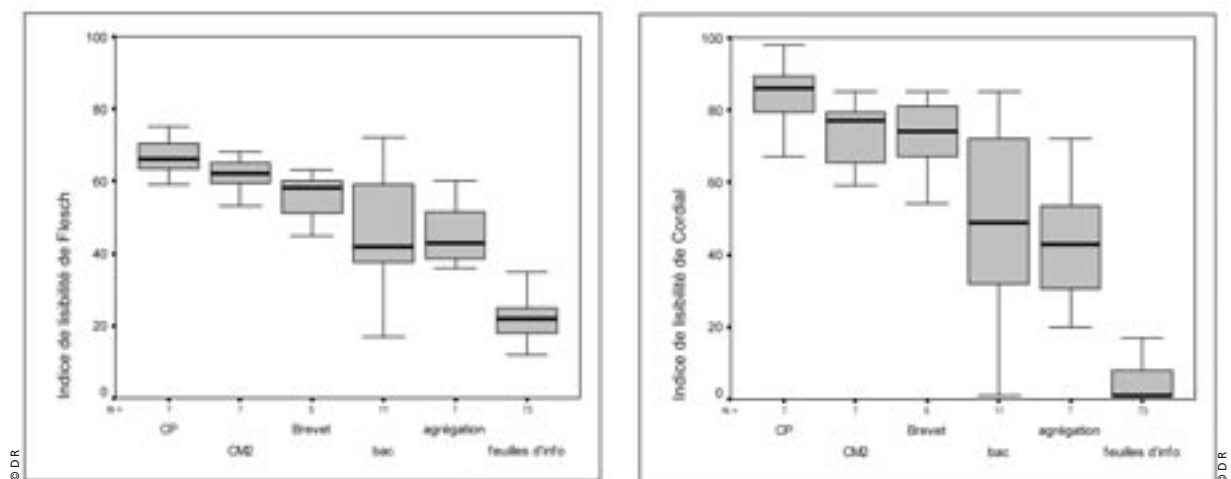 Indice de lisibilité de Flesch
100
80
60
40
20
0
N =
7
7
11
7
73
CP
CM2
Brevet
bac
agrégation
feuilles d'info
© D R
Indice de lisibilité de Cordial
100
80
60
40
20
0
N =
7
7
11
7
73
CP
CM2
Brevet
bac
agrégation
feuilles d'info
© D R